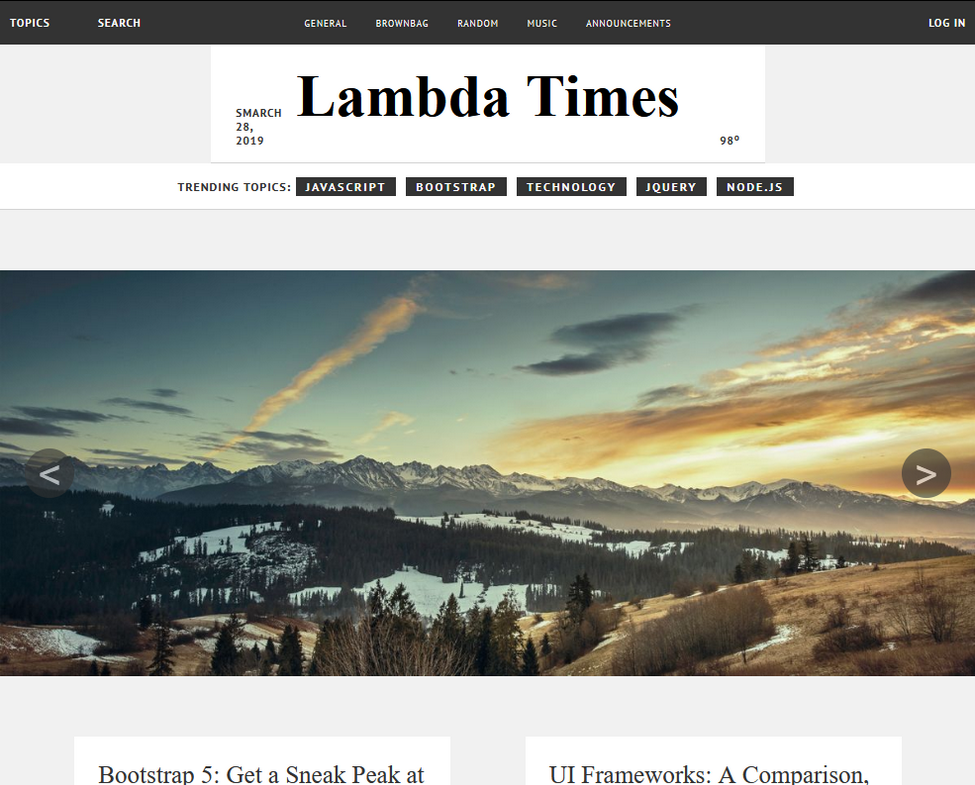 TOPICS SEARCH GENERAL BROWNBAG RANDOM MUSIC ANNOUNCEMENTS LOG IN
Lambda Times
SMARCH
28,
2019
98°
TRENDING TOPICS: JAVASCRIPT BOOTSTRAP TECHNOLOGY JQUERY NODE.JS
< >
Bootstrap 5: Get a Sneak Peak at
UI Frameworks: A Comparison,